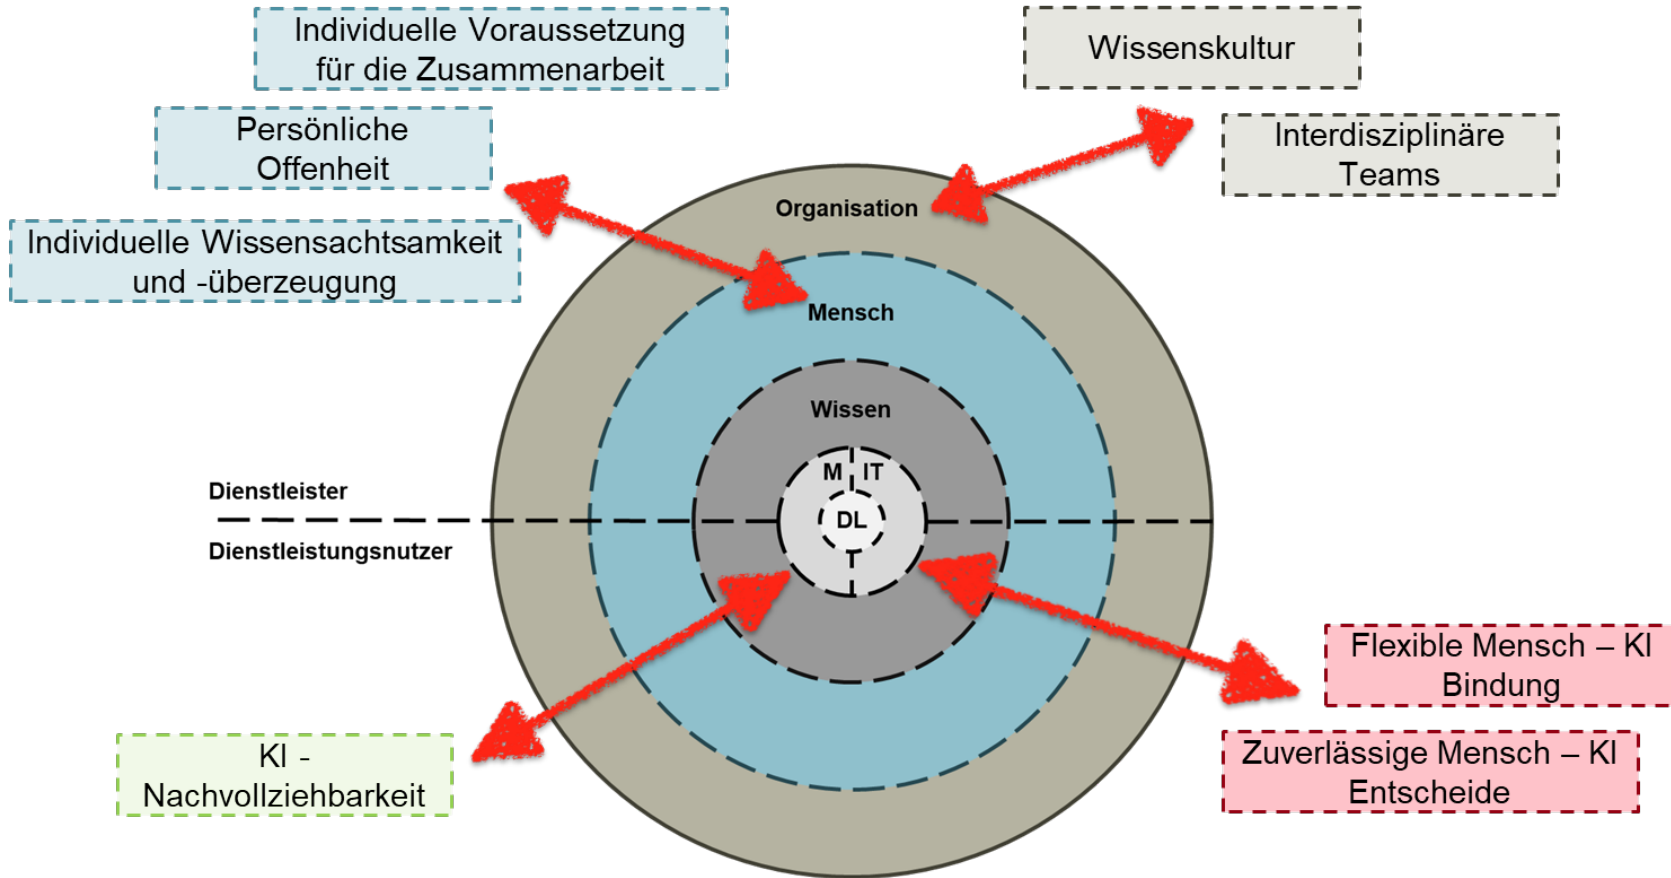 Individuelle Voraussetzung
für die Zusammenarbeit
Wissenskultur
Persönliche
Offenheit
Interdisziplinäre
Teams
Individuelle Wissensachtsamkeit
und -überzeugung
Organisation
Mensch
Wissen
M IT
DL
Dienstleister
Dienstleistungsnutzer
KI -
Nachvollziehbarkeit
Flexible Mensch – KI
Bindung
Zuverlässige Mensch – KI
Entscheide